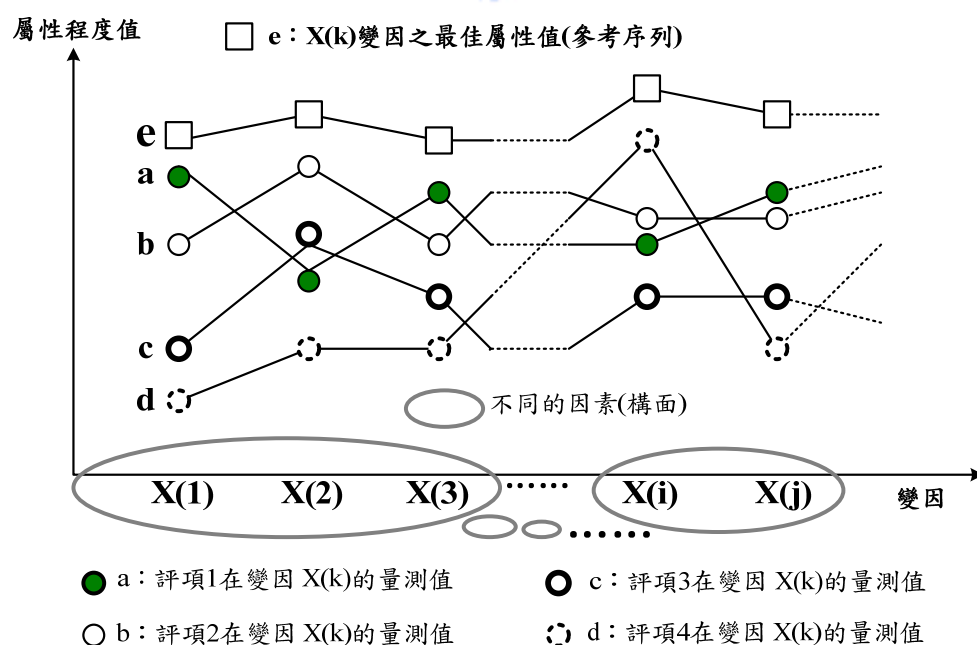 屬性程度值
e：X(k)變因之最佳屬性值(參考序列)
e
a
b
c
d
不同的因素(構面)
X(1) X(2) X(3) ...... X(i) X(j)
變因
......
a：評項1在變因 X(k)的量測值
c：評項3在變因 X(k)的量測值
b：評項2在變因 X(k)的量測值
d：評項4在變因 X(k)的量測值